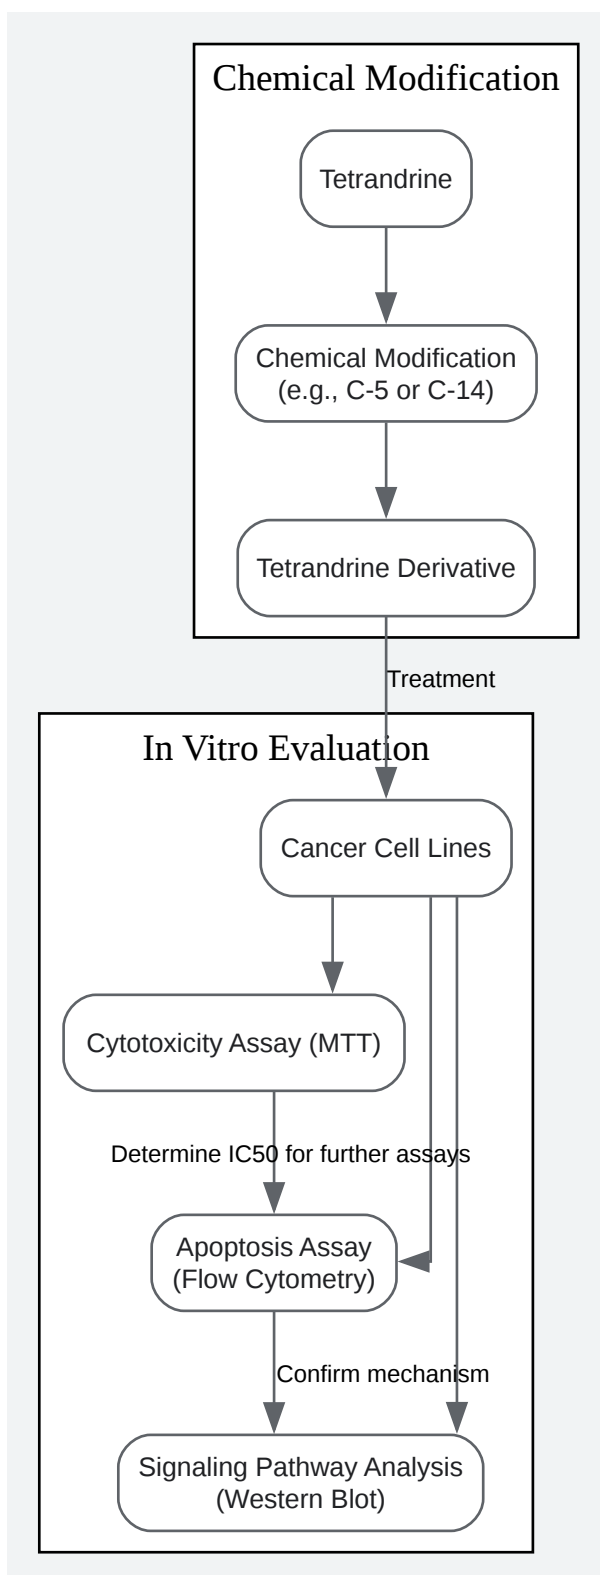 Chemical Modification
Tetrandrine
Chemical Modification
(e.g., C-5 or C-14)
Tetrandrine Derivative
Treatment
In Vitro Evaluation
Cancer Cell Lines
Cytotoxicity Assay (MTT)
Determine IC50 for further assays
Apoptosis Assay
(Flow Cytometry)
Confirm mechanism
Signaling Pathway Analysis
(Western Blot)